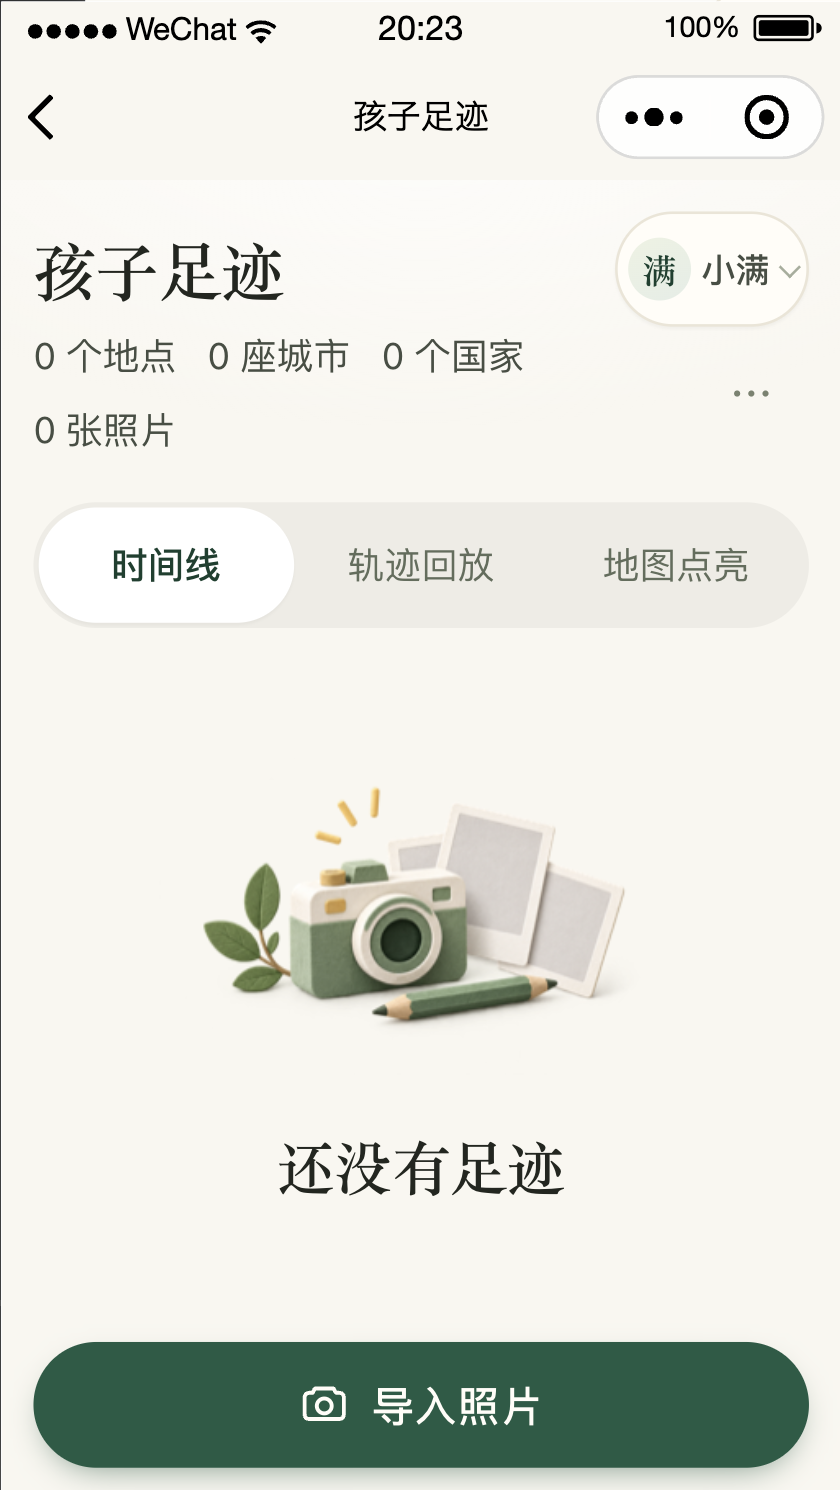 WeChat 20:23 100%
孩子足迹
孩子足迹
满 小满
0 个地点 0 座城市 0 个国家
0 张照片
时间线 轨迹回放 地图点亮
还没有足迹
导入照片